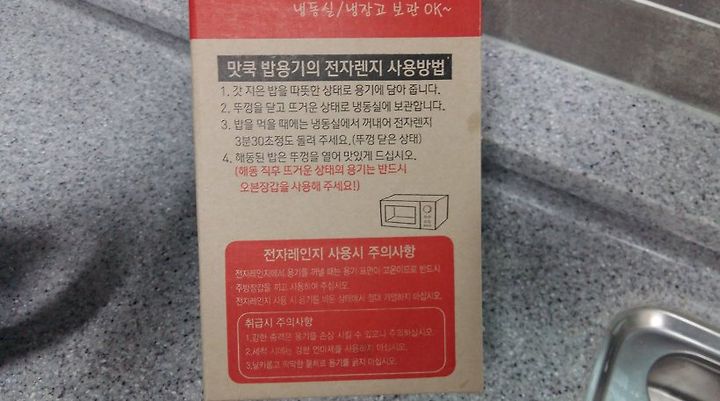 냉동실/냉장고 보관 OK~
맛쿡 밥용기의 전자렌지 사용방법
1. 갓 지은 밥을 따뜻한 상태로 용기에 담아 줍니다.
2. 뚜껑을 닫고 뜨거운 상태로 냉동실에 보관합니다.
3. 밥을 먹을 때에는 냉동실에서 꺼내어 전자렌지
3분30초정도 돌려 주세요.(뚜껑 닫은 상태)
4. 해동된 밥은 뚜껑을 열어 맛있게 드십시오.
(해동 직후 뜨거운 상태의 용기는 반드시
오븐장갑을 사용해 주세요!)
전자레인지 사용시 주의사항
전자레인지에서 용기를 꺼낼 때는 용기 표면이 고온이므로 반드시
주방장갑을 끼고 사용하여 주십시오.
전자레인지 사용 시 용기를 비운 상태에서 절대 가열하지 마십시오.
취급시 주의사항
1.강한 충격은 용기를 손상 시킬 수 있으니 주의하십시오.
2.세척 시에는 강한 연마제를 사용하지 마십시오.
3.날카롭고 딱딱한 물체로 용기를 긁지 마십시오.